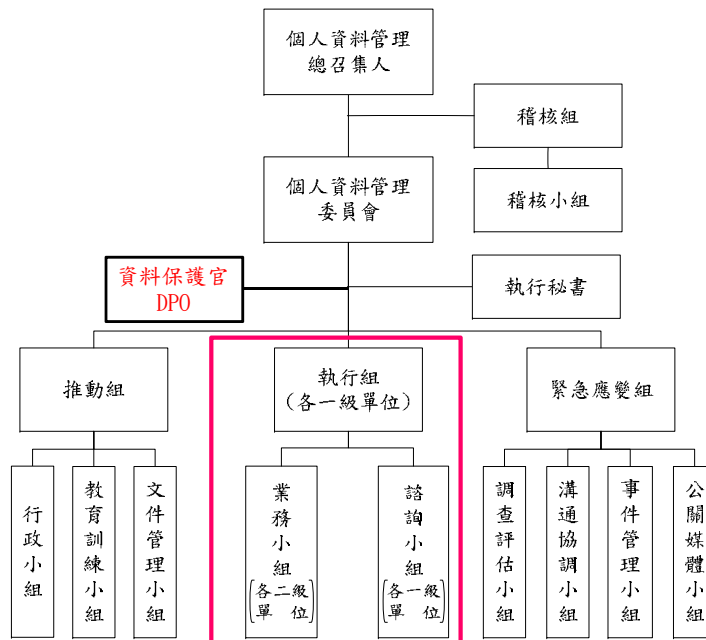 個人資料管理
總召集人
稽核組
個人資料管理
委員會
稽核小組
資料保護官
DPO
執行秘書
推動組
執行組
(各一級單位)
緊急應變組
行政小組
教育訓練小組
文件管理小組
業務小組
(各二級
單位)
諮詢小組
(各一級
單位)
調查評估小組
溝通協調小組
事件管理小組
公關媒體小組